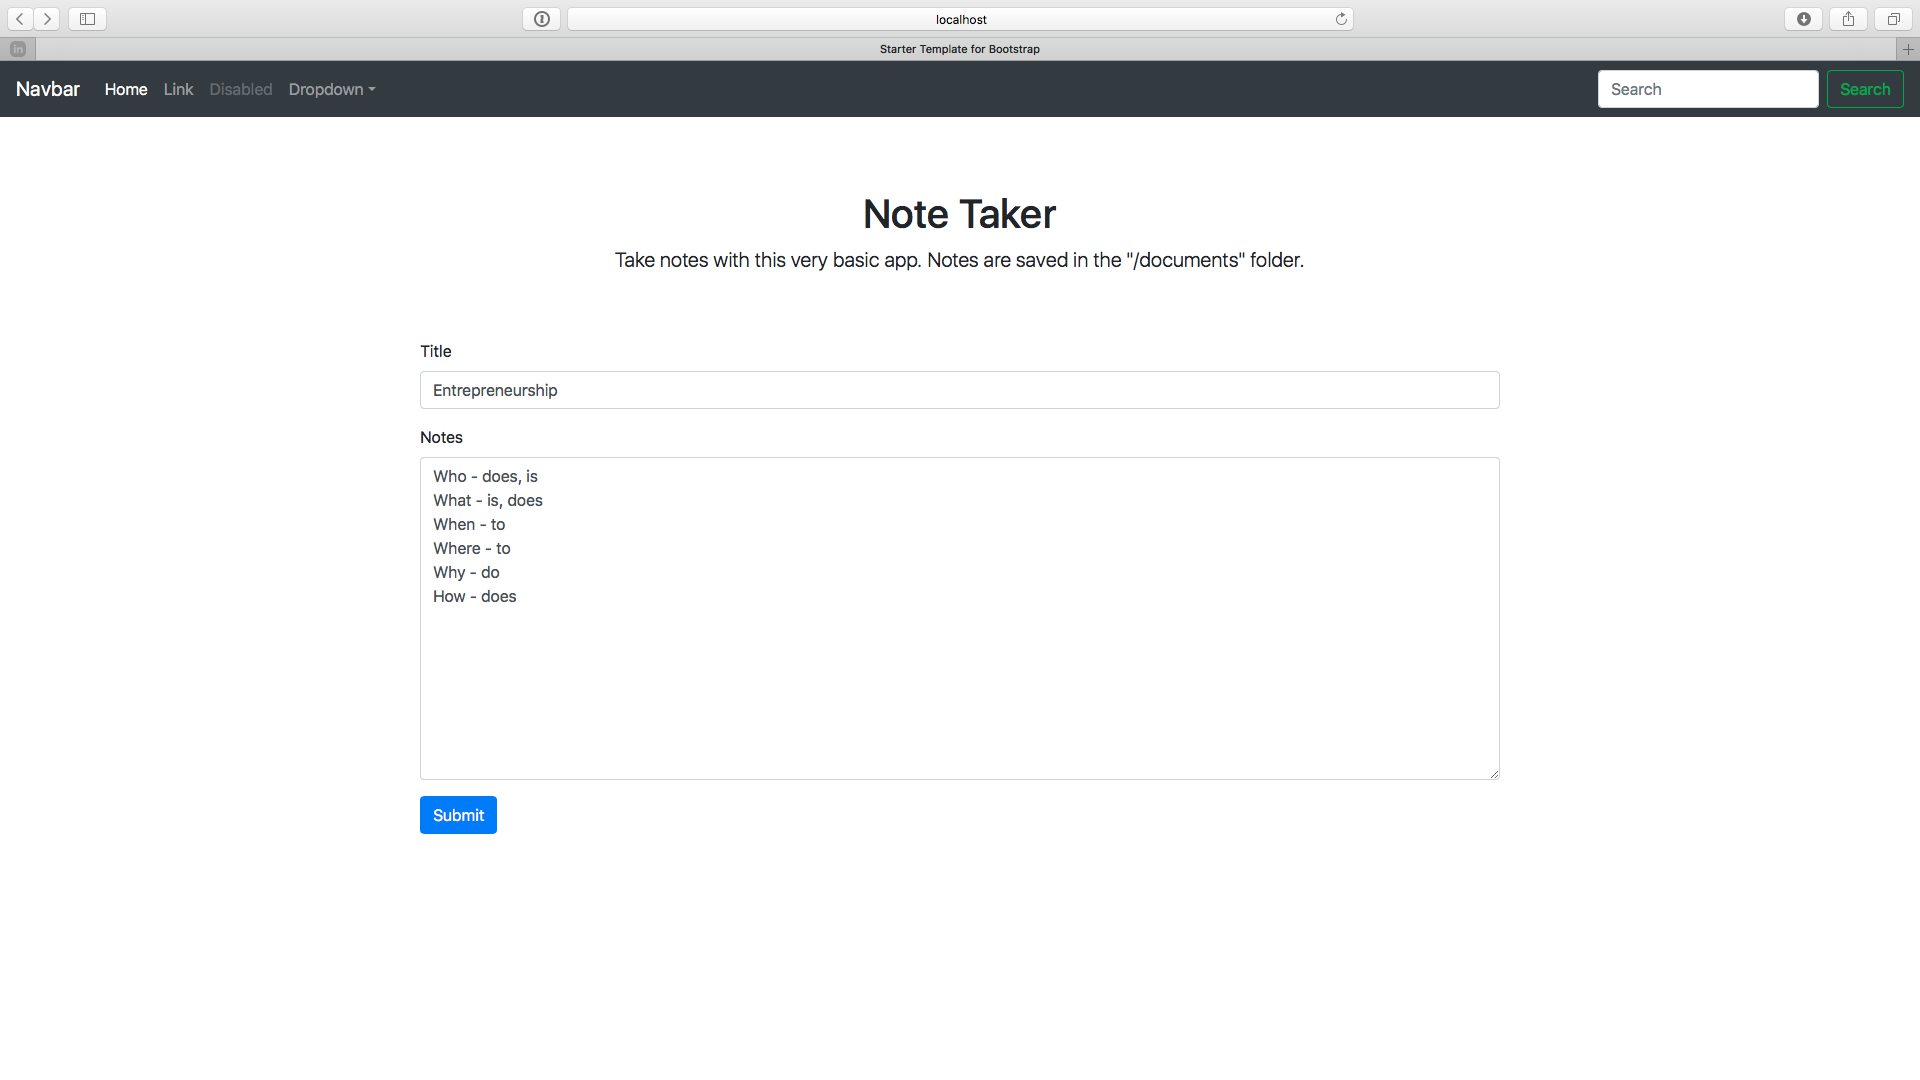 localhost
in
Starter Template for Bootstrap
Navbar Home Link Disabled Dropdown Search Search
Note Taker
Take notes with this very basic app. Notes are saved in the "/documents" folder.
Title
Entrepreneurship
Notes
Who - does, is
What - is, does
When - to
Where - to
Why - do
How - does
Submit